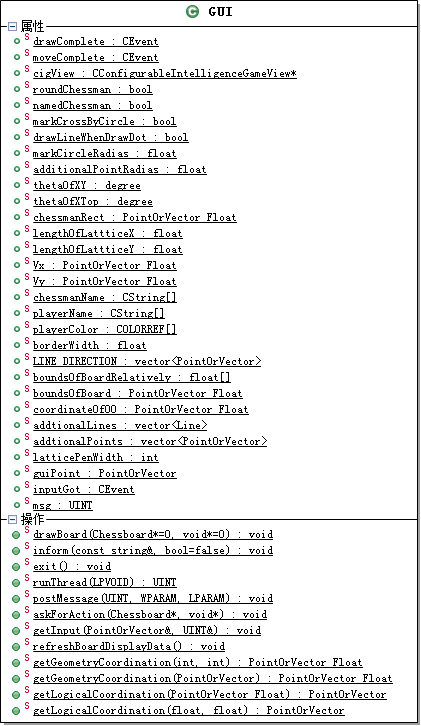 C GUI
属性
S drawComplete : CEvent
S moveComplete : CEvent
S cigView : CConfigurableIntelligenceGameView*
S roundChessman : bool
S namedChessman : bool
S markCrossByCircle : bool
S drawLineWhenDrawDot : bool
S markCircleRadias : float
S additionalPointRadias : float
S thetaOfXY : degree
S thetaOfXTop : degree
S chessmanRect : PointOrVector_Float
S lengthOfLattticeX : float
S lengthOfLattticeY : float
S Vx : PointOrVector_Float
S Vy : PointOrVector_Float
S chessmanName : CString[]
S playerName : CString[]
S playerColor : COLORREF[]
S borderWidth : float
S LINE_DIRECTION : vector<PointOrVector>
S boundsOfBoardRelatively : float[]
S boundsOfBoard : PointOrVector_Float
S coordinateOfOO : PointOrVector_Float
S addtionalLines : vector<Line>
S addtionalPoints : vector<PointOrVector>
S latticePenWidth : int
S guiPoint : PointOrVector
S inputGot : CEvent
S msg : UINT
操作
S drawBoard(Chessboard*=0, void*=0) : void
S inform(const string&, bool=false) : void
S exit() : void
S runThread(LPVOID) : UINT
S postMessage(UINT, WPARAM, LPARAM) : void
S askForAction(Chessboard*, void*) : void
S getInput(PointOrVector&, UINT&) : void
S refreshBoardDisplayData() : void
S getGeometryCoordination(int, int) : PointOrVector_Float
S getGeometryCoordination(PointOrVector) : PointOrVector_Float
S getLogicalCoordination(PointOrVector_Float) : PointOrVector
S getLogicalCoordination(float, float) : PointOrVector